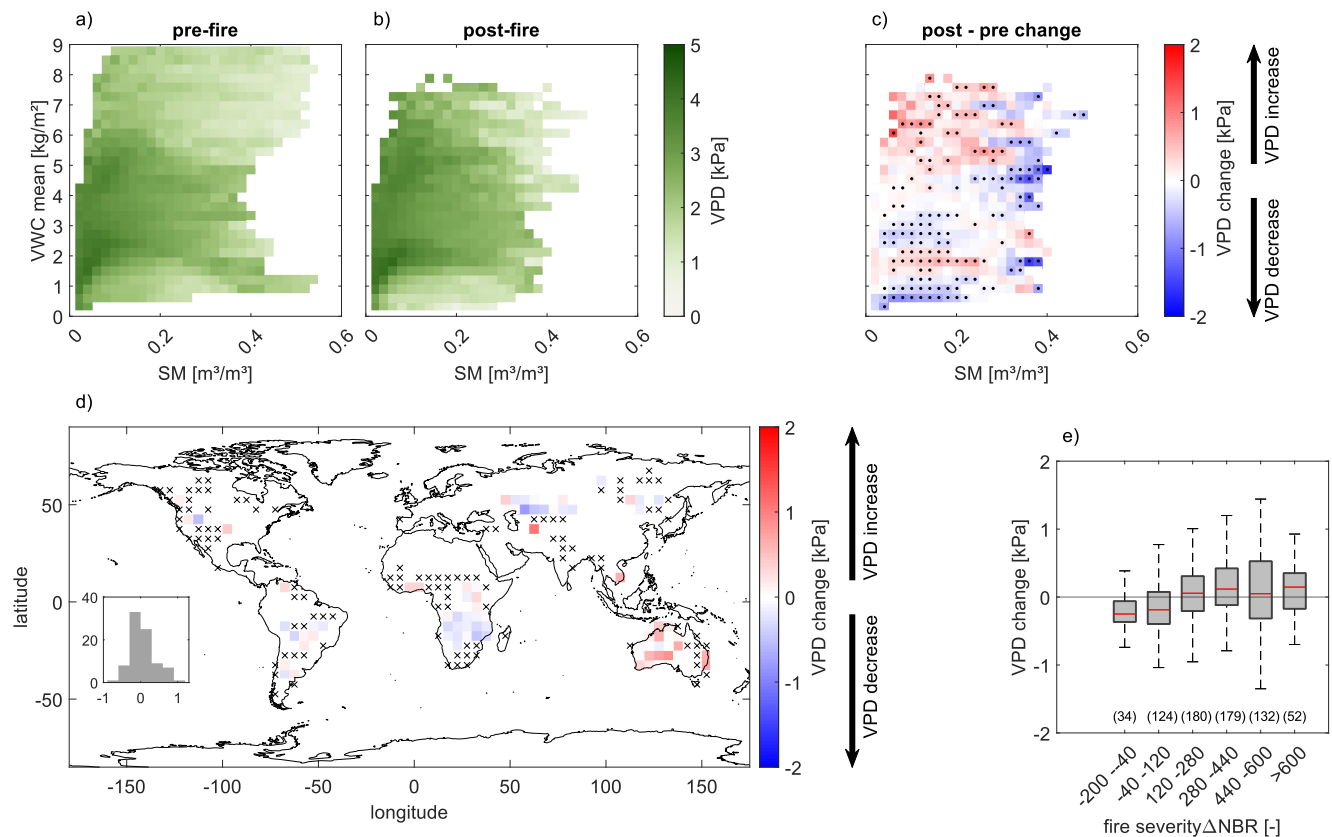 a)
pre-fire
b)
post-fire
c)
post - pre change
9
8
7
6
5
4
3
2
1
0
VWC mean [kg/m²]
0 0.2 0.4 0.6
SM [m³/m³]
0 0.2 0.4 0.6
SM [m³/m³]
5
4
3
2
1
0
VPD [kPa]
0 0.2 0.4 0.6
SM [m³/m³]
2
1
0
-1
-2
VPD change [kPa]
VPD increase
VPD decrease
d)
50
0
-50
latitude
-150 -100 -50 0 50 100 150
longitude
40
20
0
-1 0 1
2
1
0
-1
-2
VPD change [kPa]
VPD increase
VPD decrease
e)
2
1
0
-1
-2
VPD change [kPa]
(34) (124) (180) (179) (132) (52)
-200 -40
-40 -120
120 -280
280 -440
440 -600
>600
fire severityΔNBR [-]